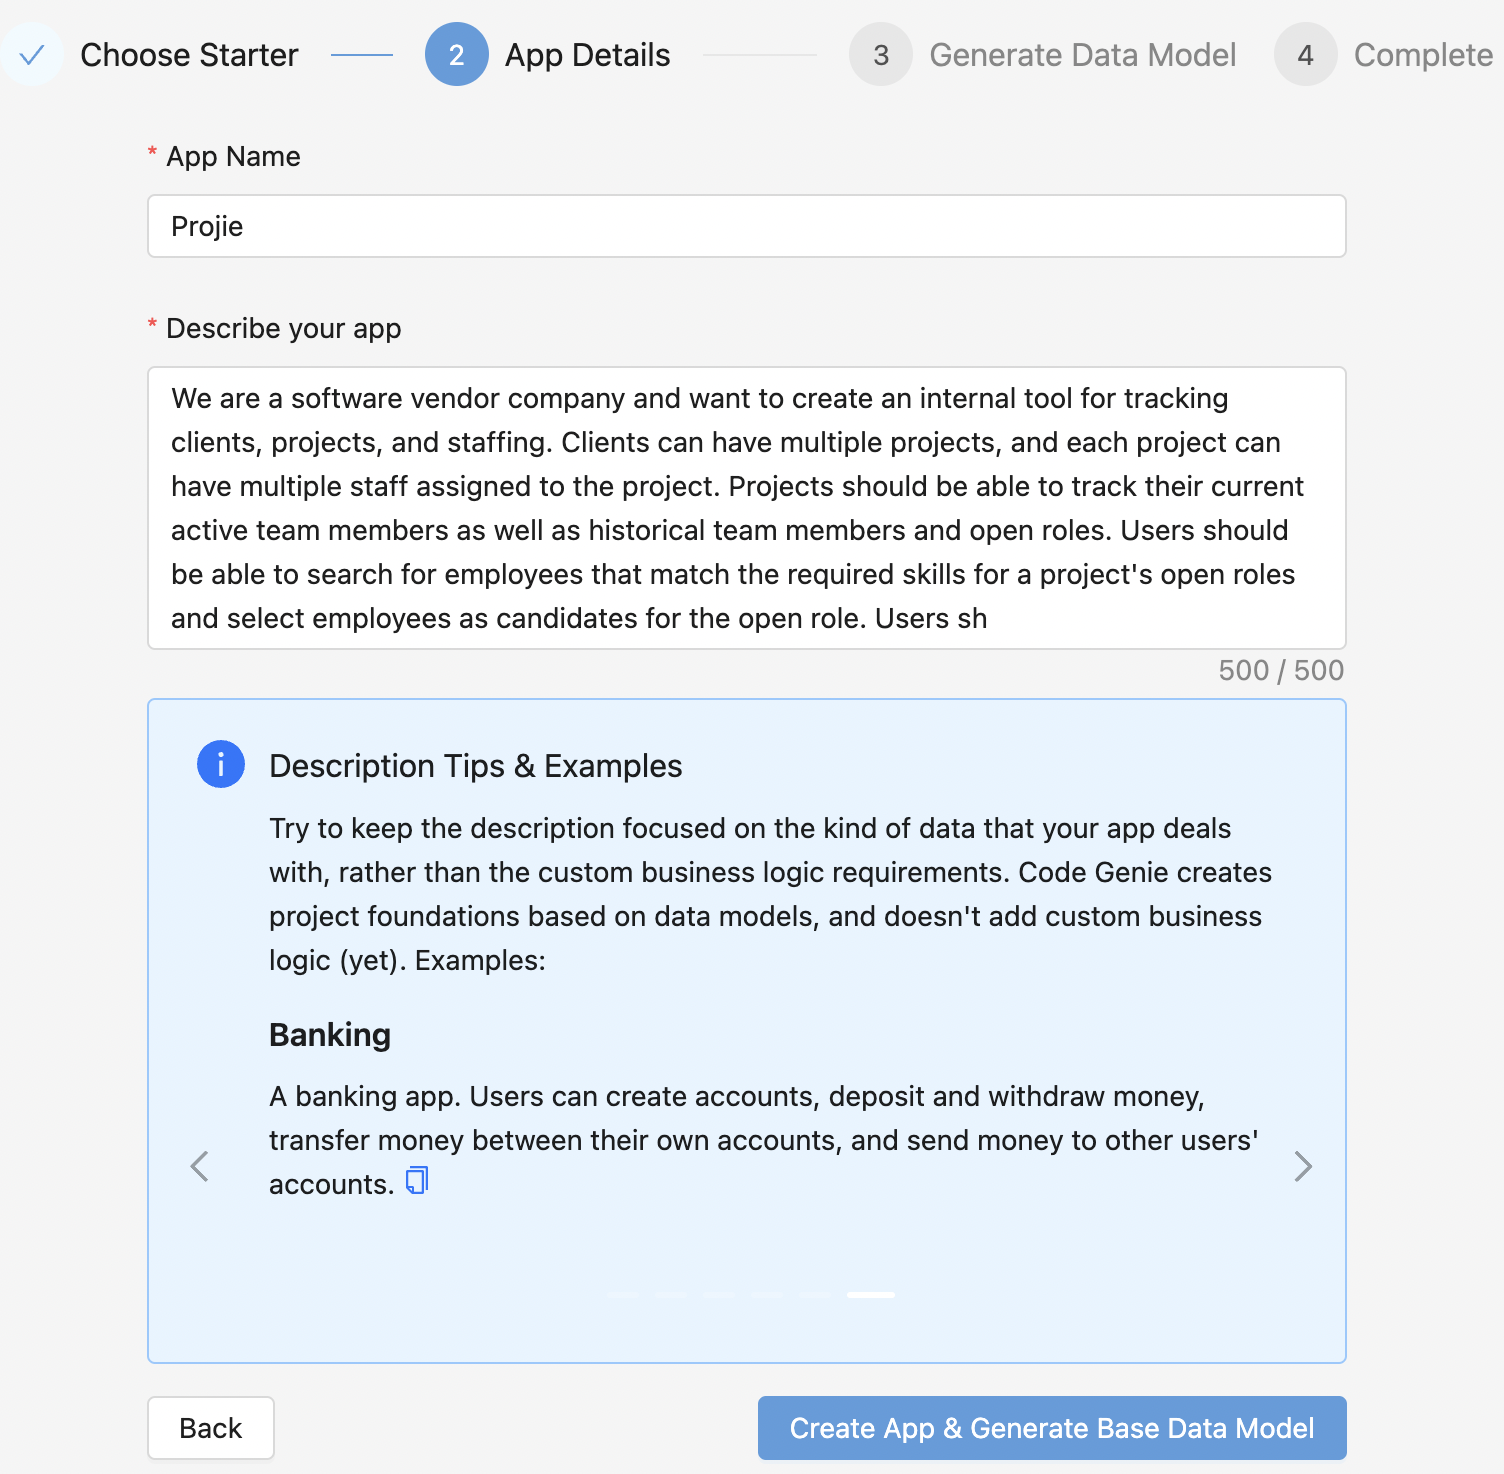 Choose Starter
2 App Details
3 Generate Data Model
4 Complete
* App Name
Projie
* Describe your app
We are a software vendor company and want to create an internal tool for tracking
clients, projects, and staffing. Clients can have multiple projects, and each project can
have multiple staff assigned to the project. Projects should be able to track their current
active team members as well as historical team members and open roles. Users should
be able to search for employees that match the required skills for a project's open roles
and select employees as candidates for the open role. Users sh
500 / 500
Description Tips & Examples
Try to keep the description focused on the kind of data that your app deals
with, rather than the custom business logic requirements. Code Genie creates
project foundations based on data models, and doesn't add custom business
logic (yet). Examples:
Banking
A banking app. Users can create accounts, deposit and withdraw money,
transfer money between their own accounts, and send money to other users'
accounts.
Back
Create App & Generate Base Data Model